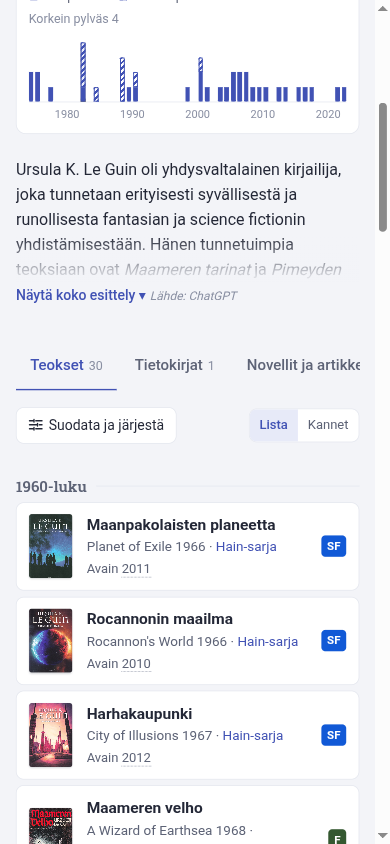 Korkein pylväs 4
1980 1990 2000 2010 2020
Ursula K. Le Guin oli yhdysvaltalainen kirjailija,
joka tunnetaan erityisesti syvällisestä ja
runollisesta fantasian ja science fictionin
yhdistämisestään. Hänen tunnetuimpia
teoksiaan ovat Maameren tarinat ja Pimeyden
Näytä koko esittely ▾ Lähde: ChatGPT
Teokset 30 Tietokirjat 1 Novellit ja artikke
Suodata ja järjestä Lista Kannet
1960-luku
Maanpakolaisten planeetta
Planet of Exile 1966 · Hain-sarja
Avain 2011
SF
Rocannonin maailma
Rocannon's World 1966 · Hain-sarja
Avain 2010
SF
Harhakaupunki
City of Illusions 1967 · Hain-sarja
Avain 2012
SF
Maameren velho
A Wizard of Earthsea 1968 ·
F